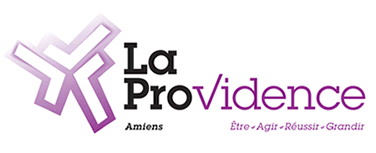 La
Providence
Amiens
Être - Agir - Réussir - Grandir